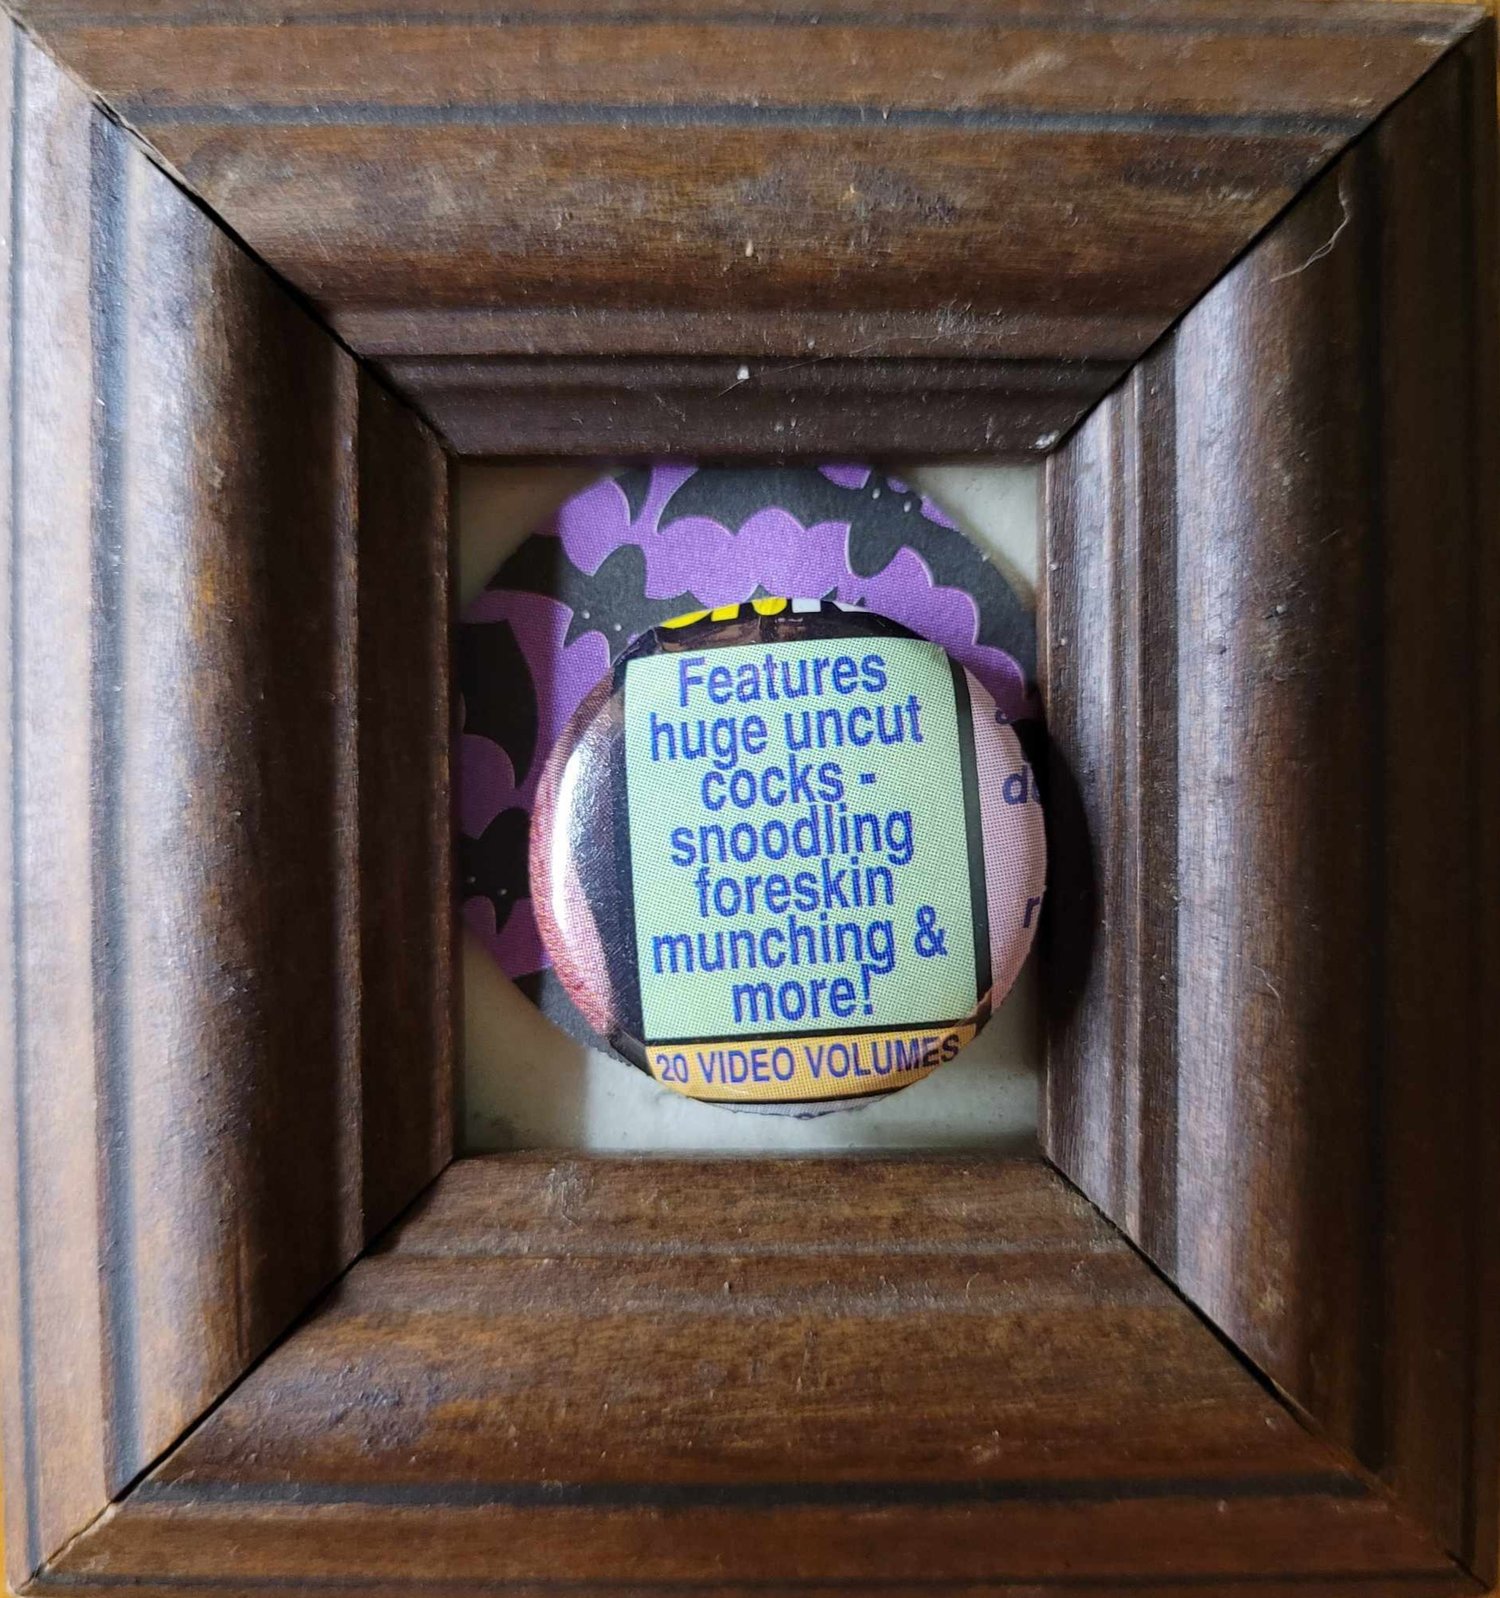 Features
huge uncut
cocks -
snoodling
foreskin
munching &
more!
20 VIDEO VOLUMES